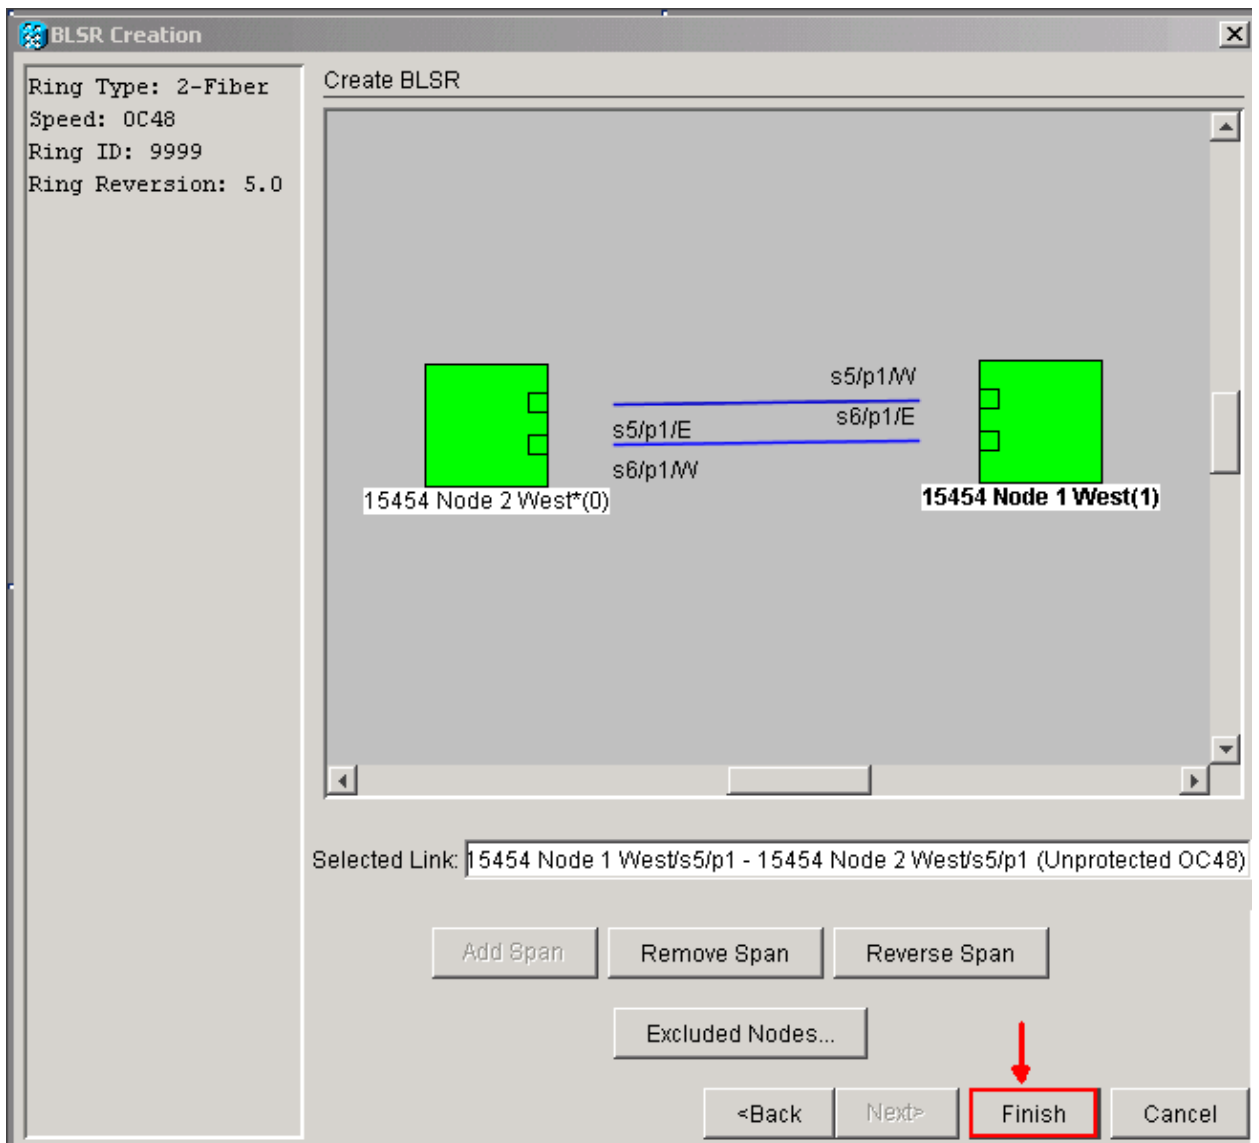 BLSR Creation
Ring Type: 2-Fiber
Speed: OC48
Ring ID: 9999
Ring Reversion: 5.0
Create BLSR
s5/p1/W
s6/p1/E
s5/p1/E
s6/p1/W
15454 Node 2 West*(0)
15454 Node 1 West(1)
Selected Link: 15454 Node 1 West/s5/p1 - 15454 Node 2 West/s5/p1 (Unprotected OC48)
Add Span Remove Span Reverse Span
Excluded Nodes...
<Back Next> Finish Cancel